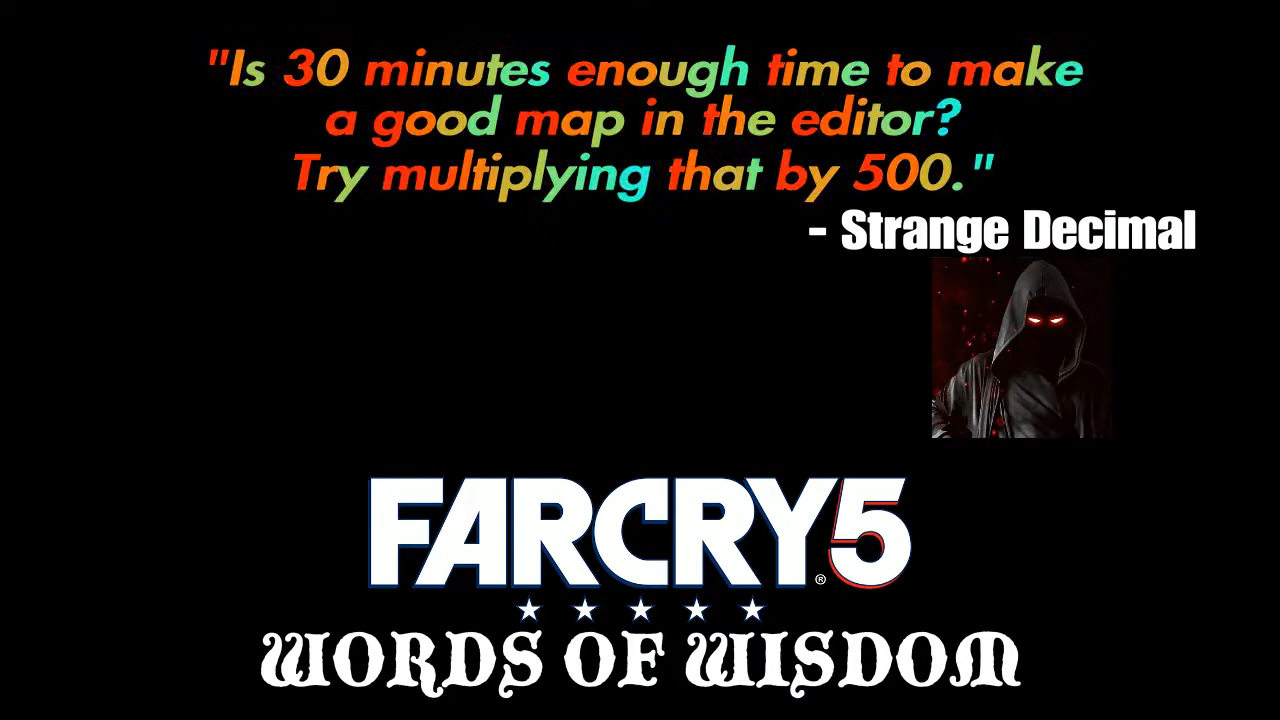 "Is 30 minutes enough time to make
a good map in the editor?
Try multiplying that by 500."
- Strange Decimal
FARCRY5®
WORDS OF WISDOM